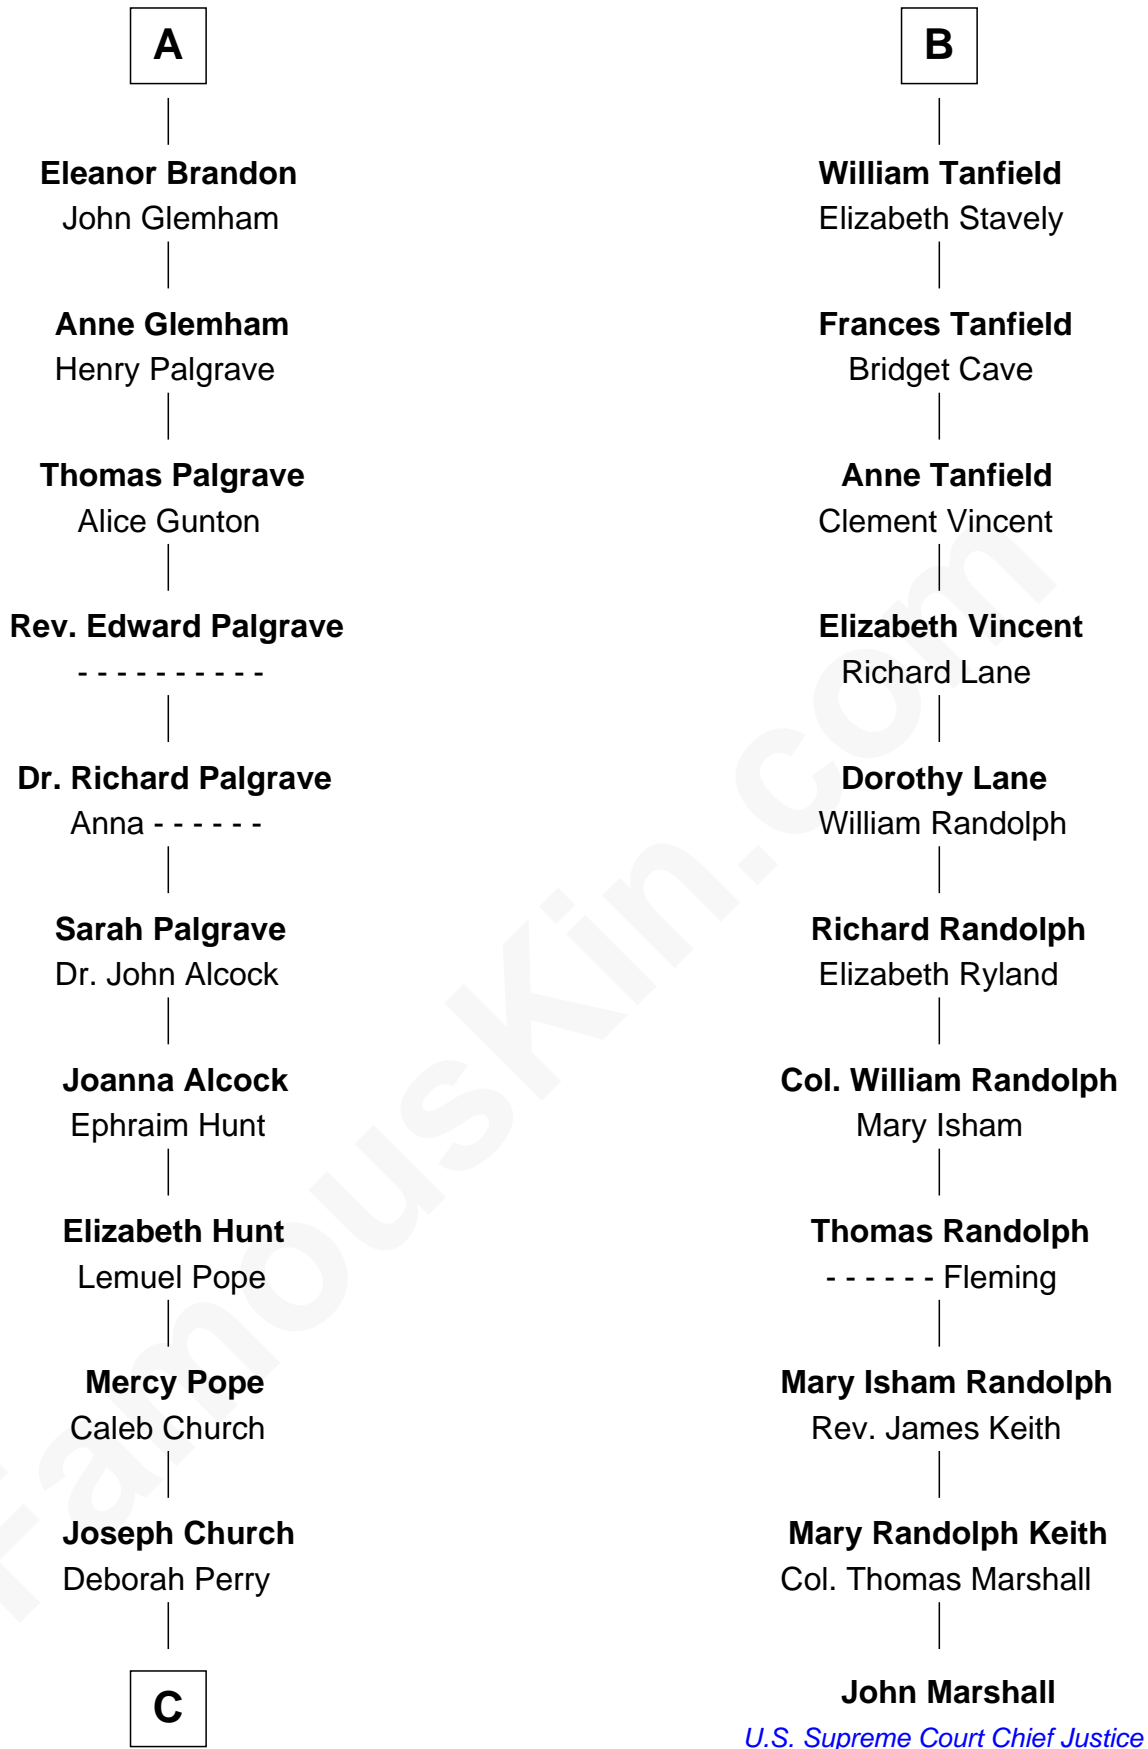 A
Eleanor Brandon
John Glemham
Anne Glemham
Henry Palgrave
Thomas Palgrave
Alice Gunton
Rev. Edward Palgrave
- - - - - - - - - -
Dr. Richard Palgrave
Anna - - - - - -
Sarah Palgrave
Dr. John Alcock
Joanna Alcock
Ephraim Hunt
Elizabeth Hunt
Lemuel Pope
Mercy Pope
Caleb Church
Joseph Church
Deborah Perry
C
B
William Tanfield
Elizabeth Stavely
Frances Tanfield
Bridget Cave
Anne Tanfield
Clement Vincent
Elizabeth Vincent
Richard Lane
Dorothy Lane
William Randolph
Richard Randolph
Elizabeth Ryland
Col. William Randolph
Mary Isham
Thomas Randolph
- - - - - - Fleming
Mary Isham Randolph
Rev. James Keith
Mary Randolph Keith
Col. Thomas Marshall
John Marshall
U.S. Supreme Court Chief Justice
FamousKin.com